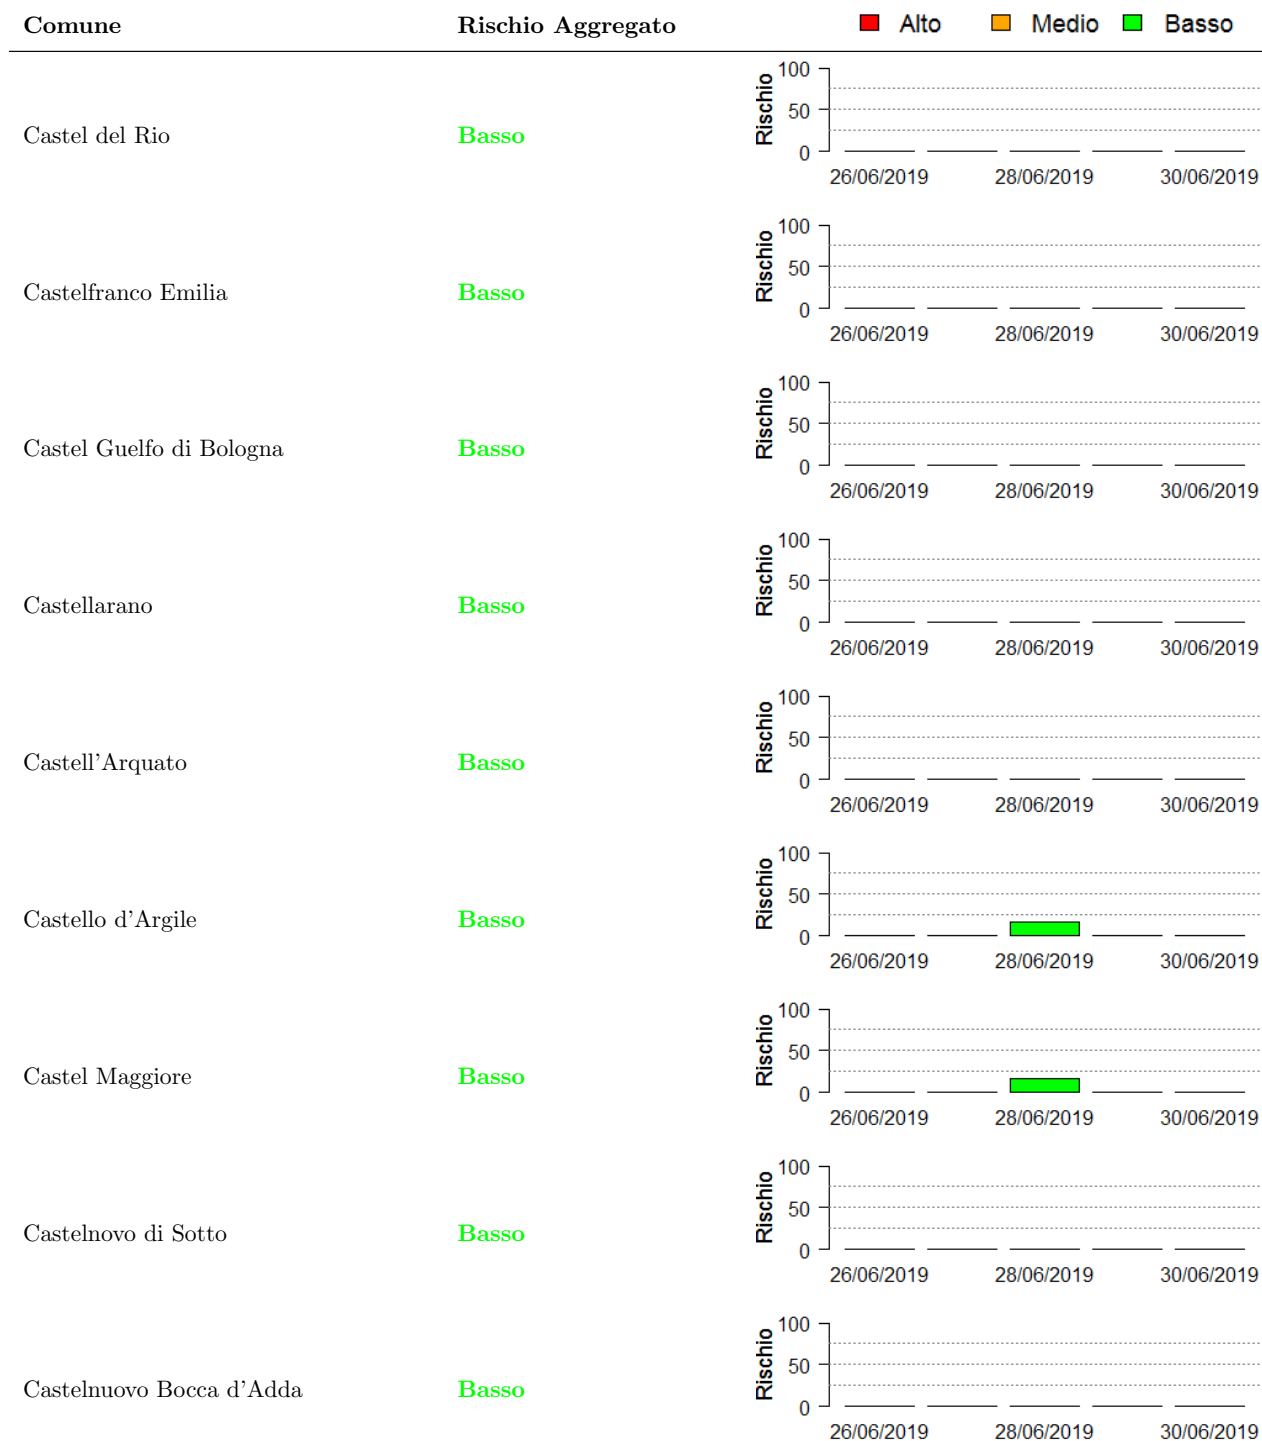 Comune Rischio Aggregato Alto Medio Basso
100
50
0
Rischio
Castel del Rio Basso
26/06/2019 28/06/2019 30/06/2019
100
50
0
Rischio
Castelfranco Emilia Basso
26/06/2019 28/06/2019 30/06/2019
100
50
0
Rischio
Castel Guelfo di Bologna Basso
26/06/2019 28/06/2019 30/06/2019
100
50
0
Rischio
Castellarano Basso
26/06/2019 28/06/2019 30/06/2019
100
50
0
Rischio
Castell'Arquato Basso
26/06/2019 28/06/2019 30/06/2019
100
50
0
Rischio
Castello d'Argile Basso
26/06/2019 28/06/2019 30/06/2019
100
50
0
Rischio
Castel Maggiore Basso
26/06/2019 28/06/2019 30/06/2019
100
50
0
Rischio
Castelnovo di Sotto Basso
26/06/2019 28/06/2019 30/06/2019
100
50
0
Rischio
Castelnuovo Bocca d'Adda Basso
26/06/2019 28/06/2019 30/06/2019